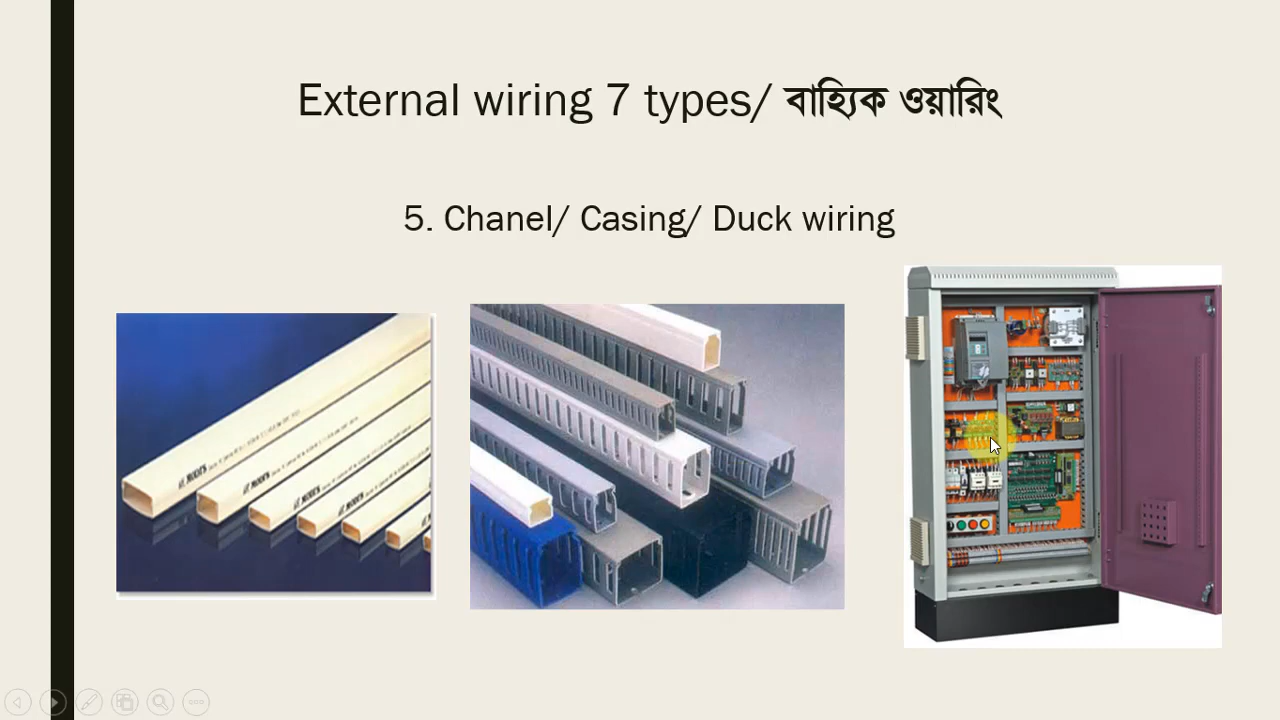 External wiring 7 types/ বাহ্যিক ওয়ারিং
5. Chanel/ Casing/ Duck wiring